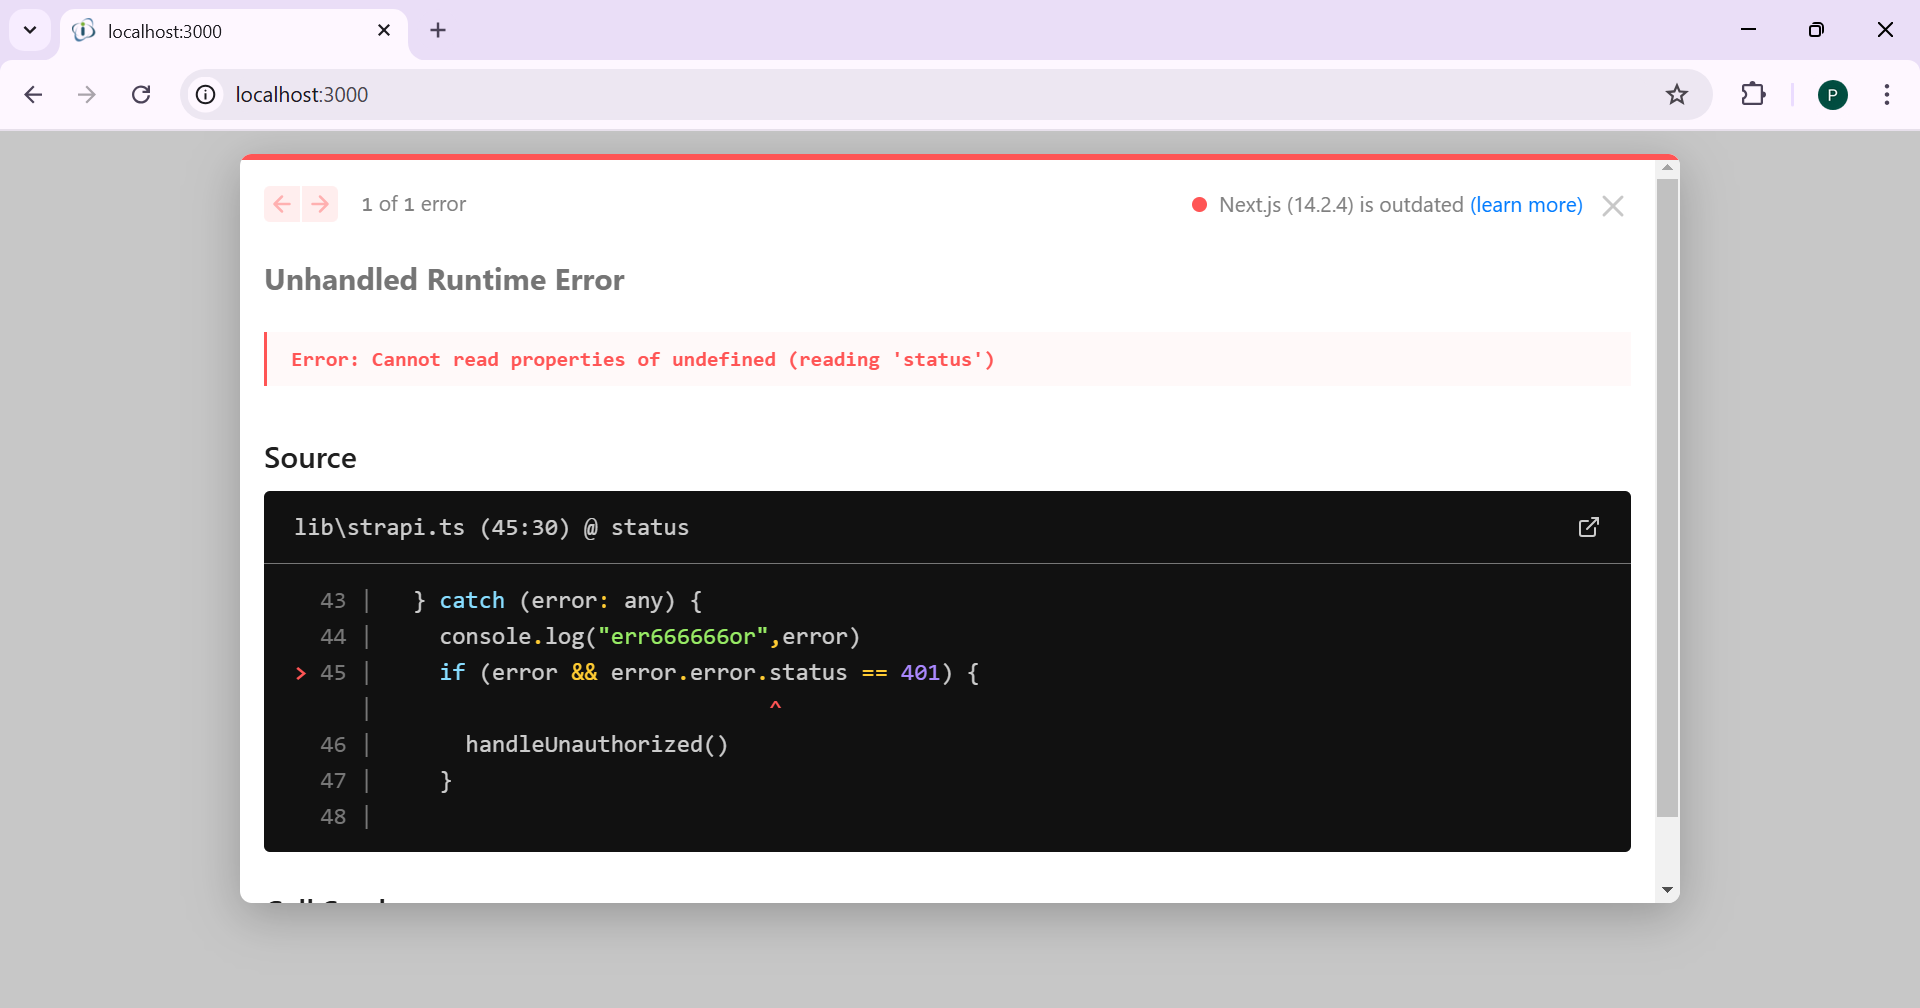 localhost:3000
localhost:3000
P
1 of 1 error
Next.js (14.2.4) is outdated (learn more)
Unhandled Runtime Error
Error: Cannot read properties of undefined (reading 'status')
Source
lib\strapi.ts (45:30) @ status
43 |   } catch (error: any) {
44 |     console.log("err666666or",error)
> 45 |     if (error && error.error.status == 401) {
|                              ^
46 |       handleUnauthorized()
47 |     }
48 |